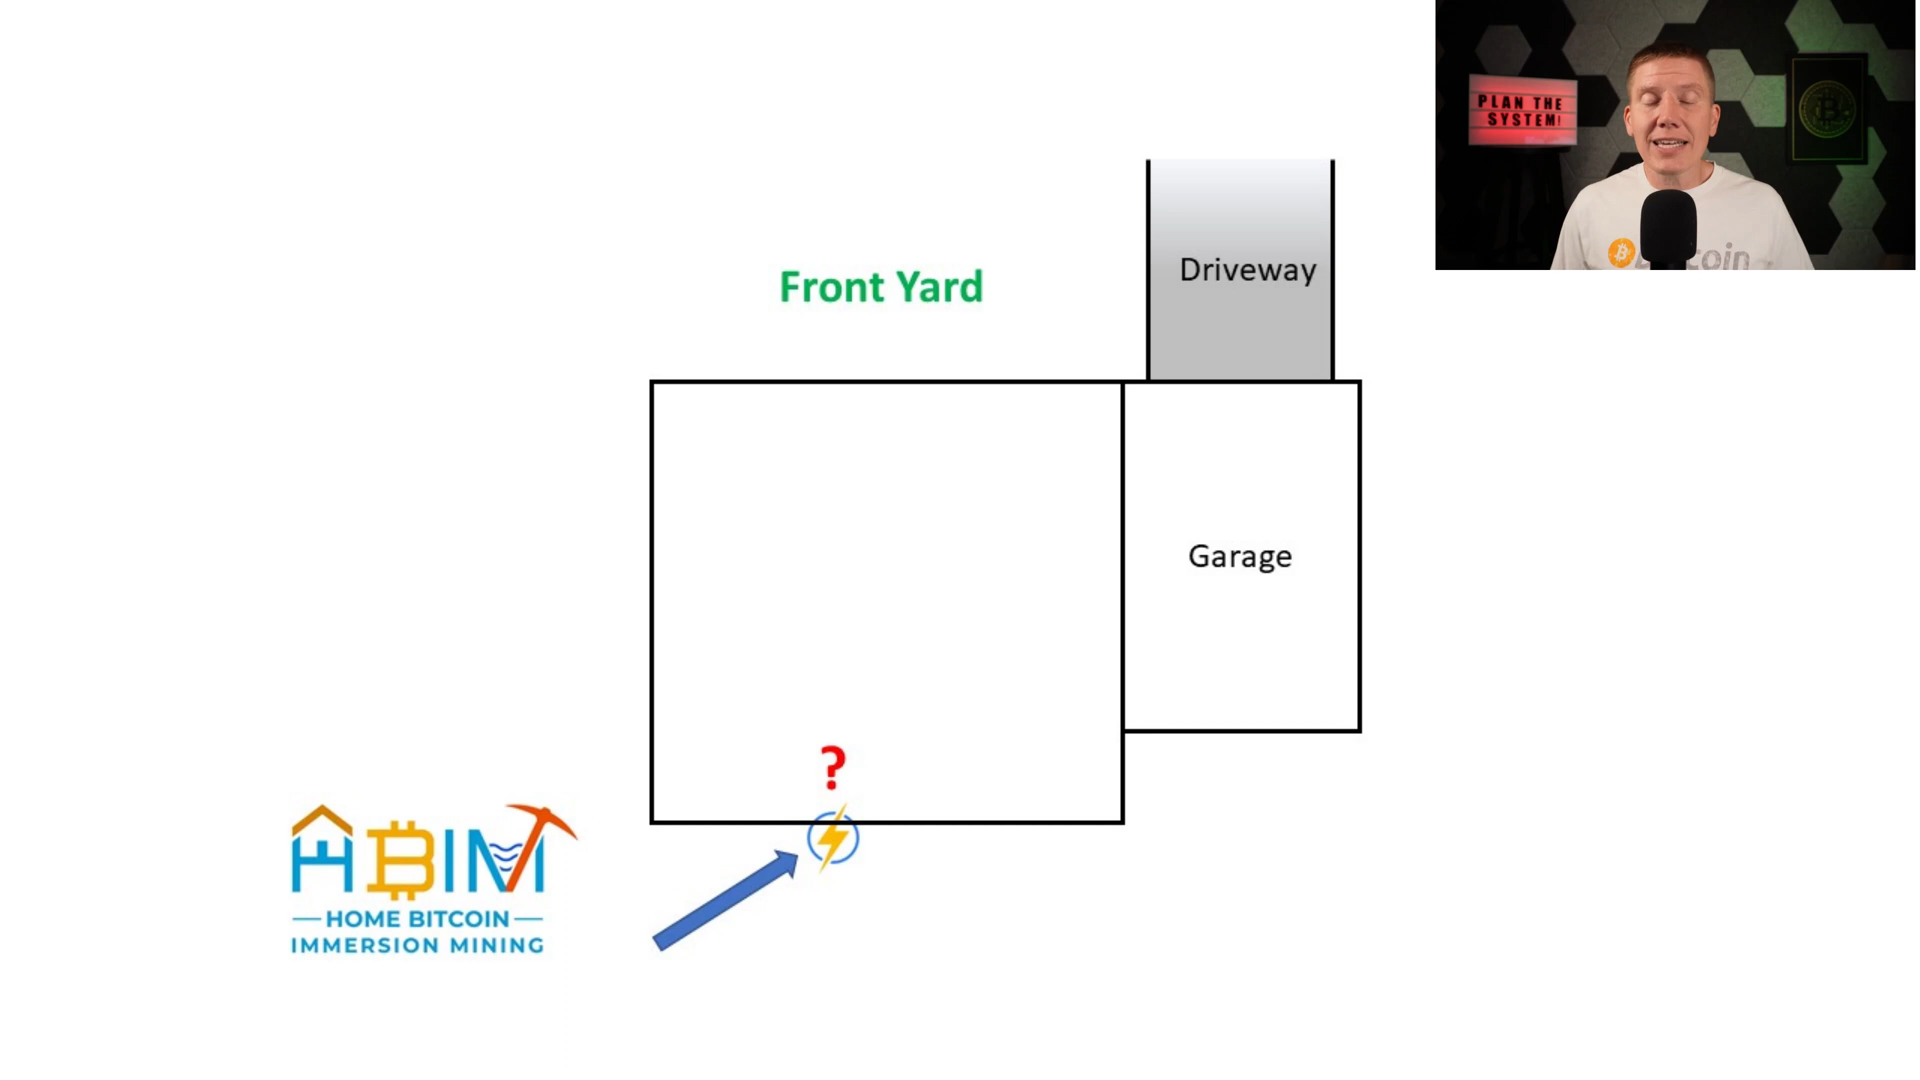 PLAN THE
SYSTEM!
Driveway
Front Yard
Garage
?
HBIM
HOME BITCOIN
IMMERSION MINING